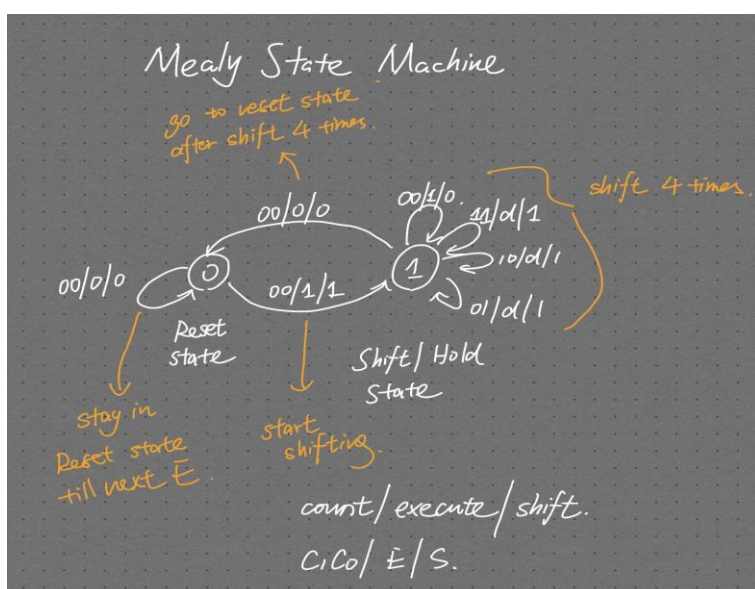 Mealy State Machine
go to reset state
after shift 4 times.
00/0/0
00/1/0.
11/d/1
shift 4 times.
10/d/1
00/0/0
0
1
00/1/1
01/d/1
Reset
state
Shift/Hold
State
stay in
Reset state
till next E.
start
shifting.
count/execute/shift.
C1C0/E/S.